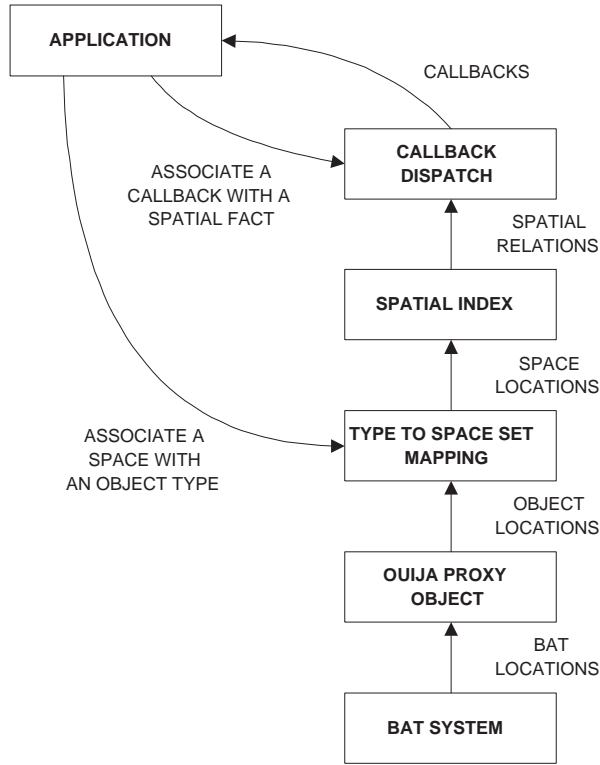 APPLICATION
CALLBACKS
CALLBACK
DISPATCH
ASSOCIATE A
CALLBACK WITH A
SPATIAL FACT
SPATIAL
RELATIONS
SPATIAL INDEX
SPACE
LOCATIONS
ASSOCIATE A
SPACE WITH
AN OBJECT TYPE
TYPE TO SPACE SET
MAPPING
OBJECT
LOCATIONS
OUIJA PROXY
OBJECT
BAT
LOCATIONS
BAT SYSTEM